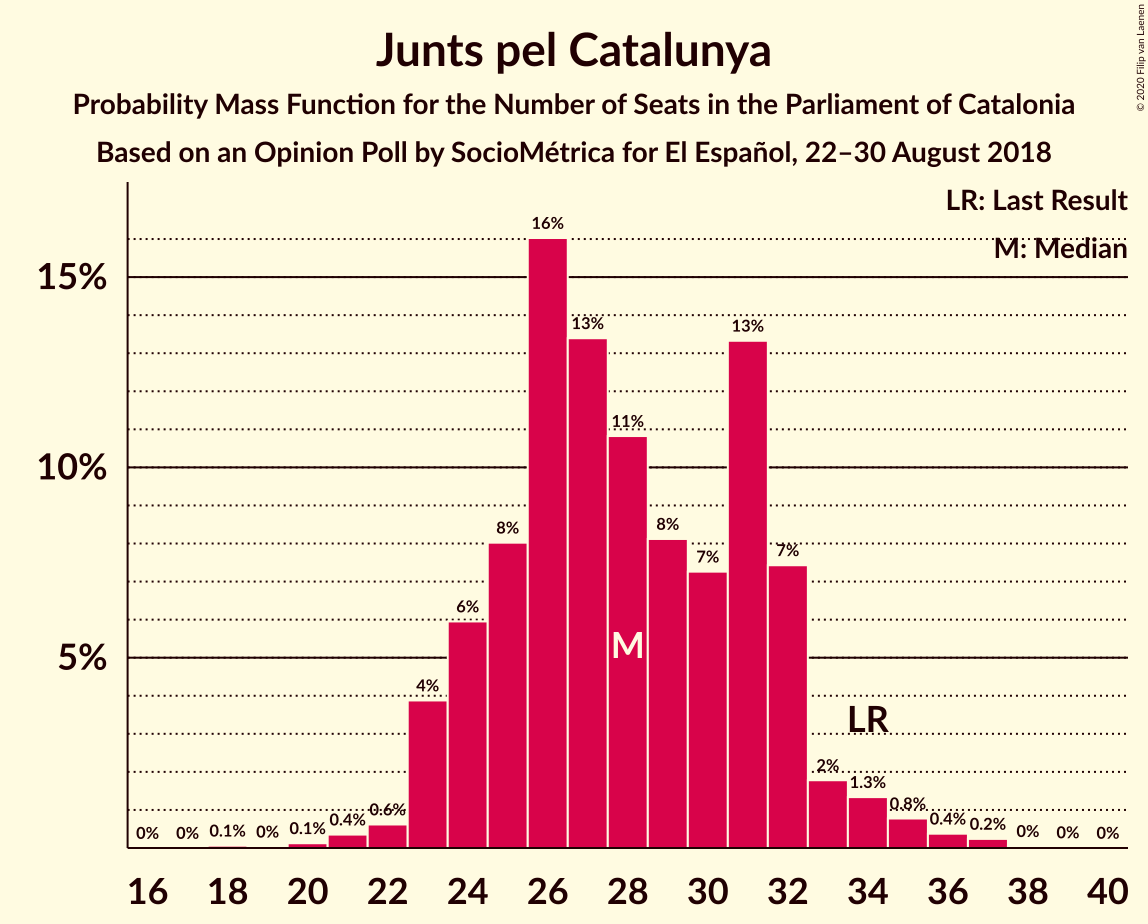 Junts pel Catalunya
Probability Mass Function for the Number of Seats in the Parliament of Catalonia
Based on an Opinion Poll by SocioMétrica for El Español, 22–30 August 2018
© 2020 Filip van Laenen
LR: Last Result
M: Median
15%
10%
5%
0% 0% 0.1% 0% 0.1% 0.4% 0.6% 4% 6% 8% 16% 13% 11% 8% 7% 13% 7% 2% 1.3% 0.8% 0.4% 0.2% 0% 0% 0%
M
LR
16 18 20 22 24 26 28 30 32 34 36 38 40